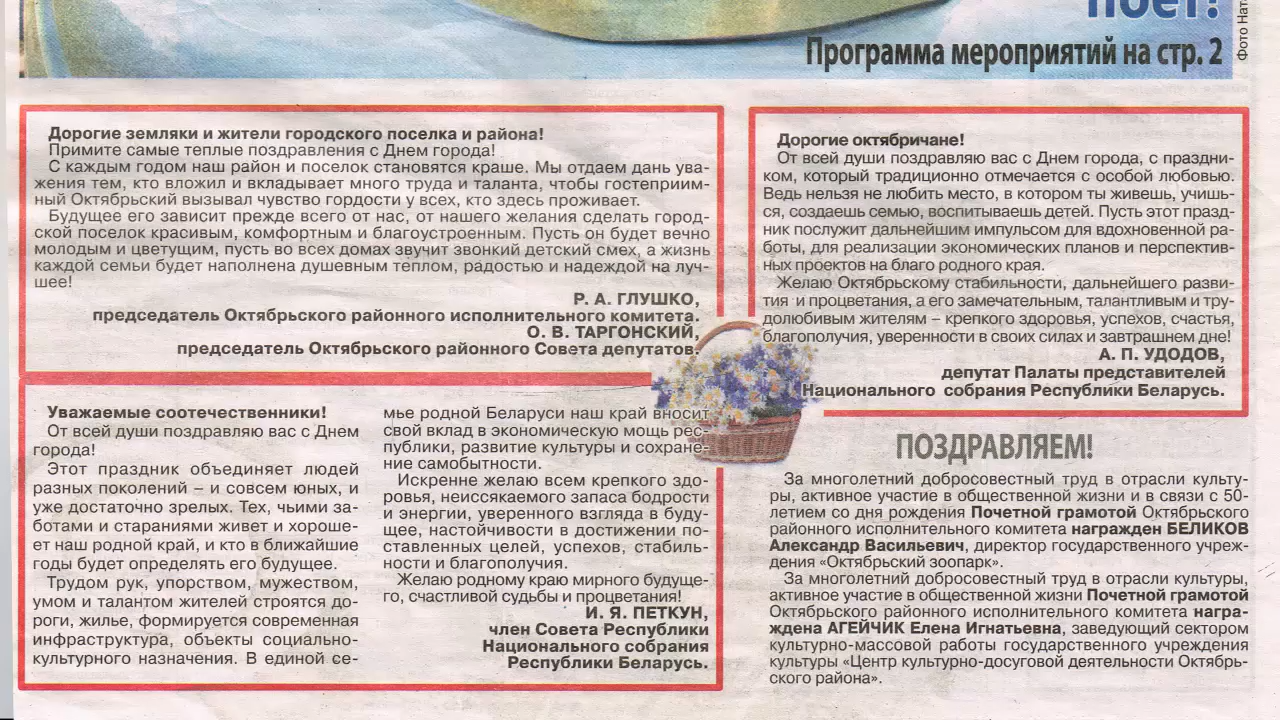 поёт!
Программа мероприятий на стр. 2
Фото Ната
Дорогие земляки и жители городского поселка и района!
Примите самые теплые поздравления с Днем города!
С каждым годом наш район и поселок становятся краше. Мы отдаем дань ува-
жения тем, кто вложил и вкладывает много труда и таланта, чтобы гостеприим-
ный Октябрьский вызывал чувство гордости у всех, кто здесь проживает.
Будущее его зависит прежде всего от нас, от нашего желания сделать город-
ской поселок красивым, комфортным и благоустроенным. Пусть он будет вечно
молодым и цветущим, пусть во всех домах звучит звонкий детский смех, а жизнь
каждой семьи будет наполнена душевным теплом, радостью и надеждой на луч-
шее!
Р. А. ГЛУШКО,
председатель Октябрьского районного исполнительного комитета.
О. В. ТАРГОНСКИЙ,
председатель Октябрьского районного Совета депутатов.
Дорогие октябричане!
От всей души поздравляю вас с Днем города, с праздни-
ком, который традиционно отмечается с особой любовью.
Ведь нельзя не любить место, в котором ты живешь, учишь-
ся, создаешь семью, воспитываешь детей. Пусть этот празд-
ник послужит дальнейшим импульсом для вдохновенной ра-
боты, для реализации экономических планов и перспектив-
ных проектов на благо родного края.
Желаю Октябрьскому стабильности, дальнейшего разви-
тия и процветания, а его замечательным, талантливым и тру-
долюбивым жителям – крепкого здоровья, успехов, счастья,
благополучия, уверенности в своих силах и завтрашнем дне!
А. П. УДОДОВ,
депутат Палаты представителей
Национального собрания Республики Беларусь.
Уважаемые соотечественники!
От всей души поздравляю вас с Днем
города!
Этот праздник объединяет людей
разных поколений – и совсем юных, и
уже достаточно зрелых. Тех, чьими за-
ботами и стараниями живет и хороше-
ет наш родной край, и кто в ближайшие
годы будет определять его будущее.
Трудом рук, упорством, мужеством,
умом и талантом жителей строятся до-
роги, жилье, формируется современная
инфраструктура, объекты социально-
культурного назначения. В единой се-
мье родной Беларуси наш край вносит
свой вклад в экономическую мощь рес-
публики, развитие культуры и сохране-
ние самобытности.
Искренне желаю всем крепкого здо-
ровья, неиссякаемого запаса бодрости
и энергии, уверенного взгляда в буду-
щее, настойчивости в достижении по-
ставленных целей, успехов, стабиль-
ности и благополучия.
Желаю родному краю мирного будуще-
го, счастливой судьбы и процветания!
И. Я. ПЕТКУН,
член Совета Республики
Национального собрания
Республики Беларусь.
ПОЗДРАВЛЯЕМ!
За многолетний добросовестный труд в отрасли культу-
ры, активное участие в общественной жизни и в связи с 50-
летием со дня рождения Почетной грамотой Октябрьского
районного исполнительного комитета награжден БЕЛИКОВ
Александр Васильевич, директор государственного учреж-
дения «Октябрьский зоопарк».
За многолетний добросовестный труд в отрасли культуры,
активное участие в общественной жизни Почетной грамотой
Октябрьского районного исполнительного комитета награ-
ждена АГЕЙЧИК Елена Игнатьевна, заведующий сектором
культурно-массовой работы государственного учреждения
культуры «Центр культурно-досуговой деятельности Октябрь-
ского района».